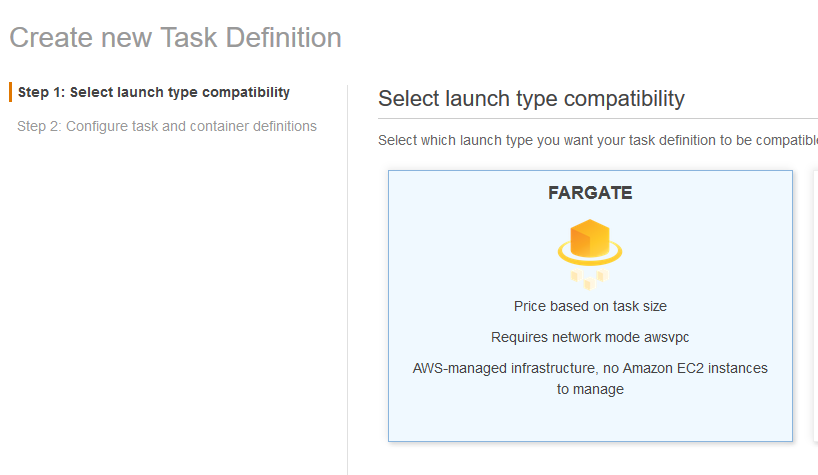 Create new Task Definition
Step 1: Select launch type compatibility
Step 2: Configure task and container definitions
Select launch type compatibility
Select which launch type you want your task definition to be
FARGATE
Price based on task size
Requires network mode awsvpc
AWS-managed infrastructure, no Amazon EC2 instances
to manage